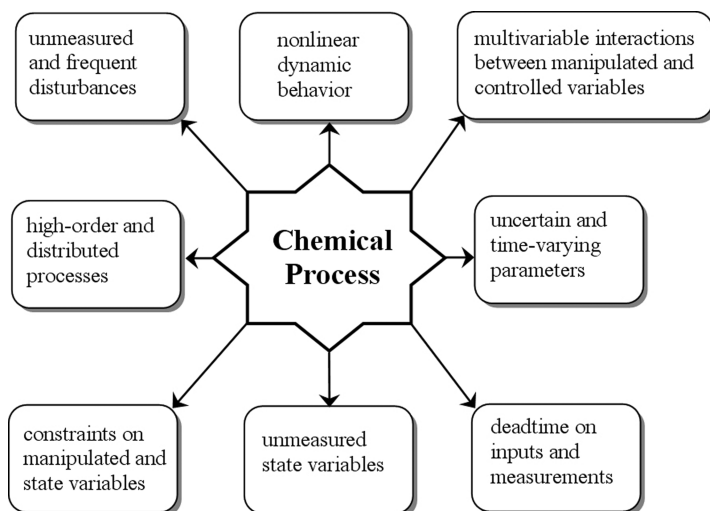 unmeasured
and frequent
disturbances
nonlinear
dynamic
behavior
multivariable interactions
between manipulated and
controlled variables
high-order and
distributed
processes
Chemical
Process
uncertain and
time-varying
parameters
constraints on
manipulated and
state variables
unmeasured
state variables
deadtime on
inputs and
measurements